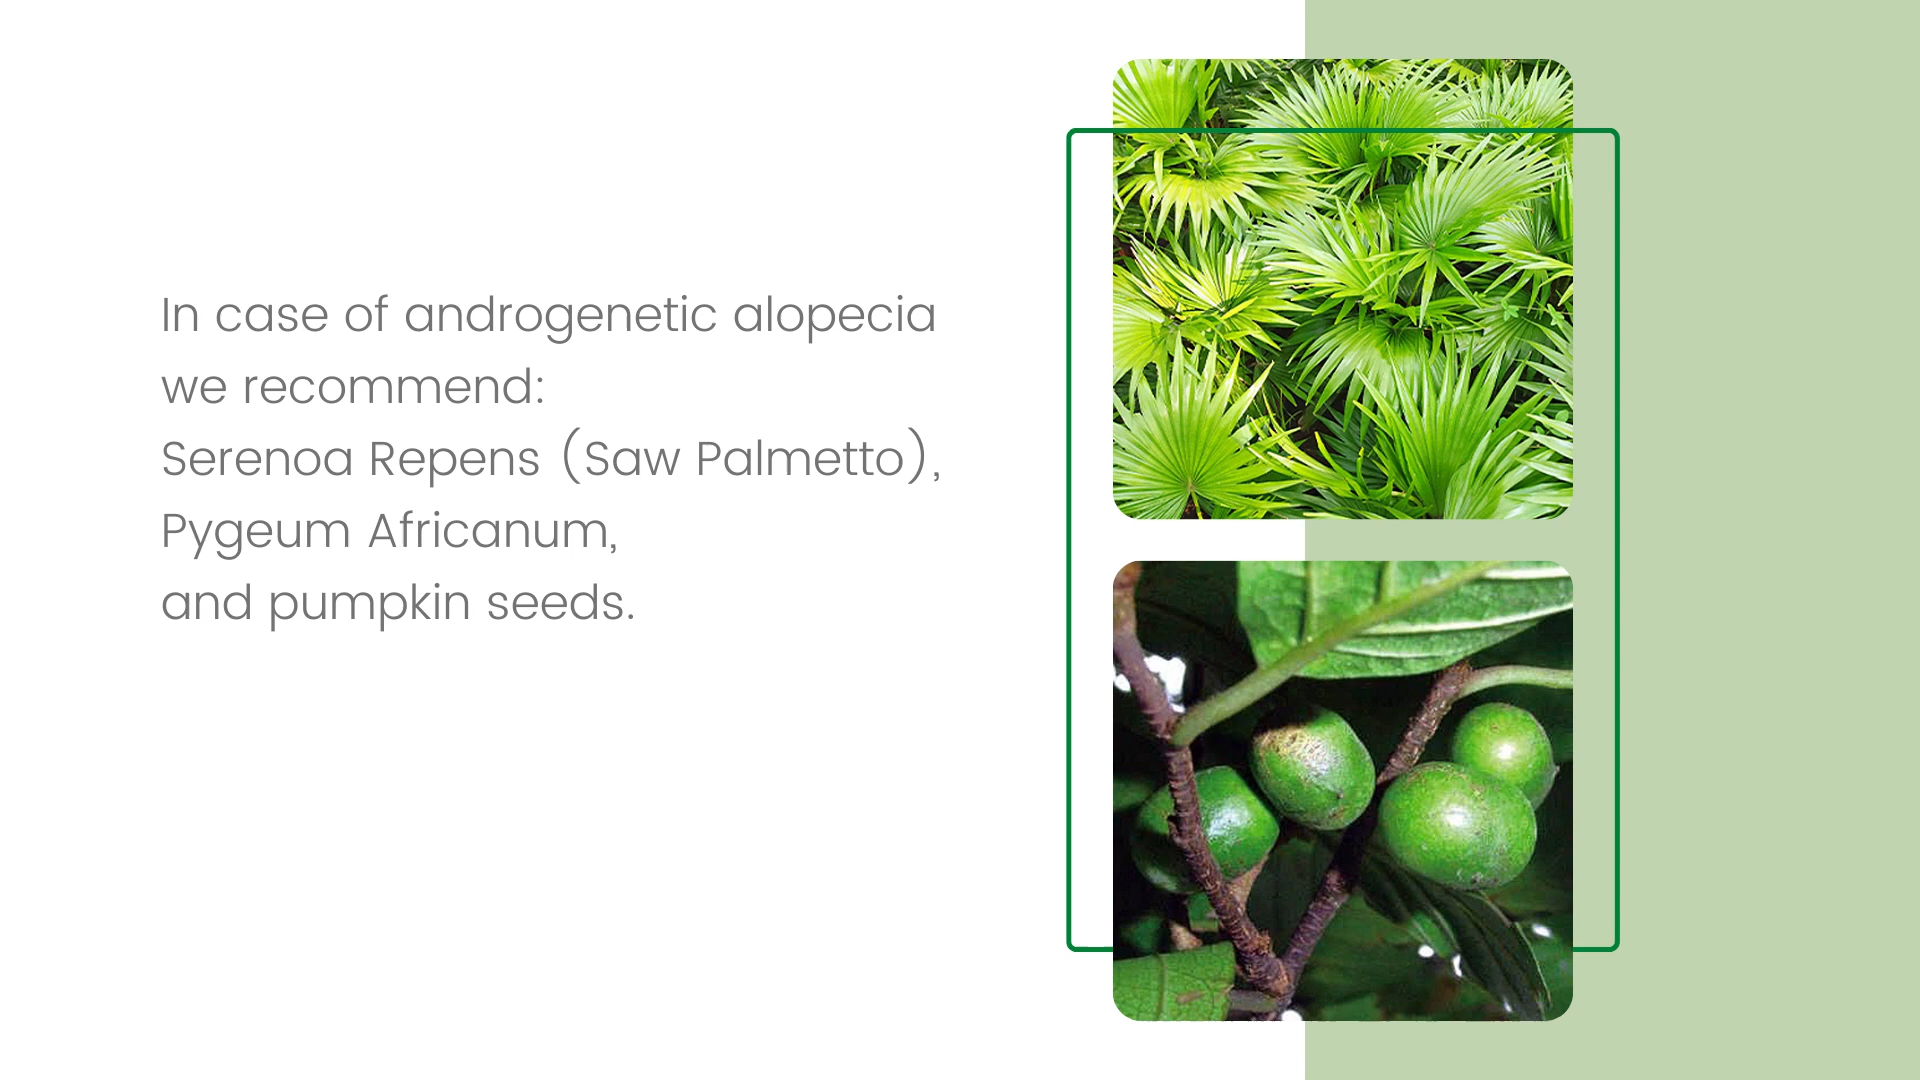 In case of androgenetic alopecia
we recommend:
Serenoa Repens (Saw Palmetto),
Pygeum Africanum,
and pumpkin seeds.